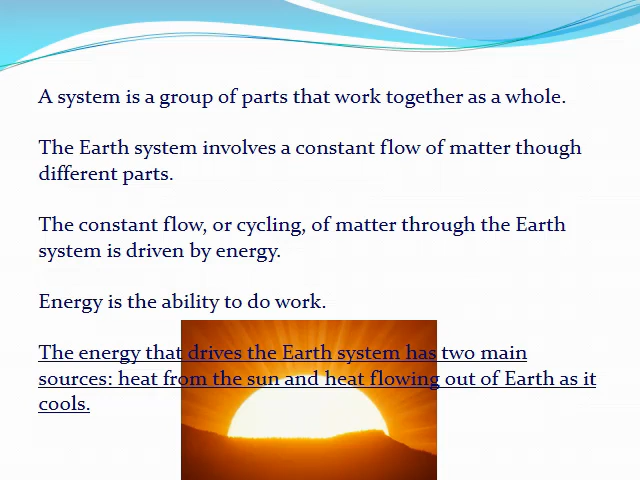 A system is a group of parts that work together as a whole.
The Earth system involves a constant flow of matter though
different parts.
The constant flow, or cycling, of matter through the Earth
system is driven by energy.
Energy is the ability to do work.
The energy that drives the Earth system has two main
sources: heat from the sun and heat flowing out of Earth as it
cools.